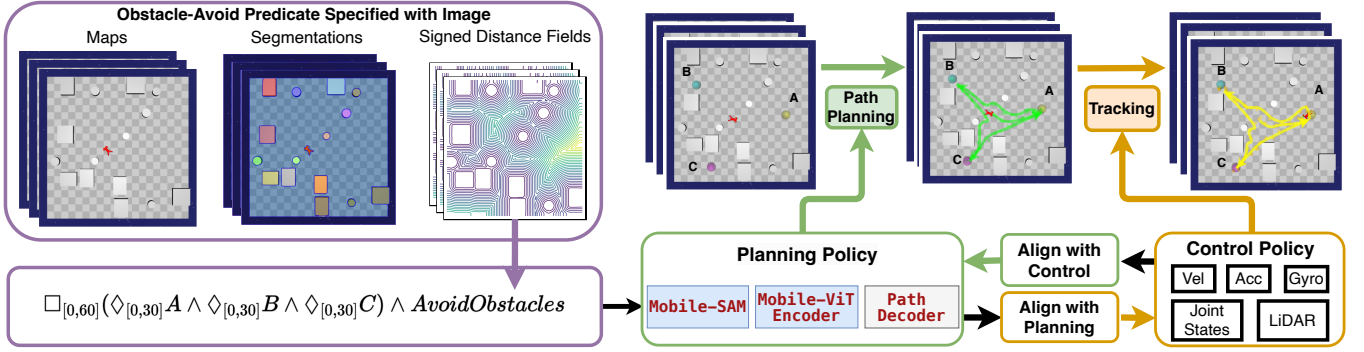 Obstacle-Avoid Predicate Specified with Image
Maps
Segmentations
Signed Distance Fields
□[0,60](◊[0,30]A ∧ ◊[0,30]B ∧ ◊[0,30]C) ∧ AvoidObstacles
B
A
C
Path
Planning
B
A
C
Tracking
B
A
C
Planning Policy
Mobile-SAM
Mobile-ViT
Encoder
Path
Decoder
Align with
Control
Align with
Planning
Control Policy
Vel
Acc
Gyro
Joint
States
LiDAR